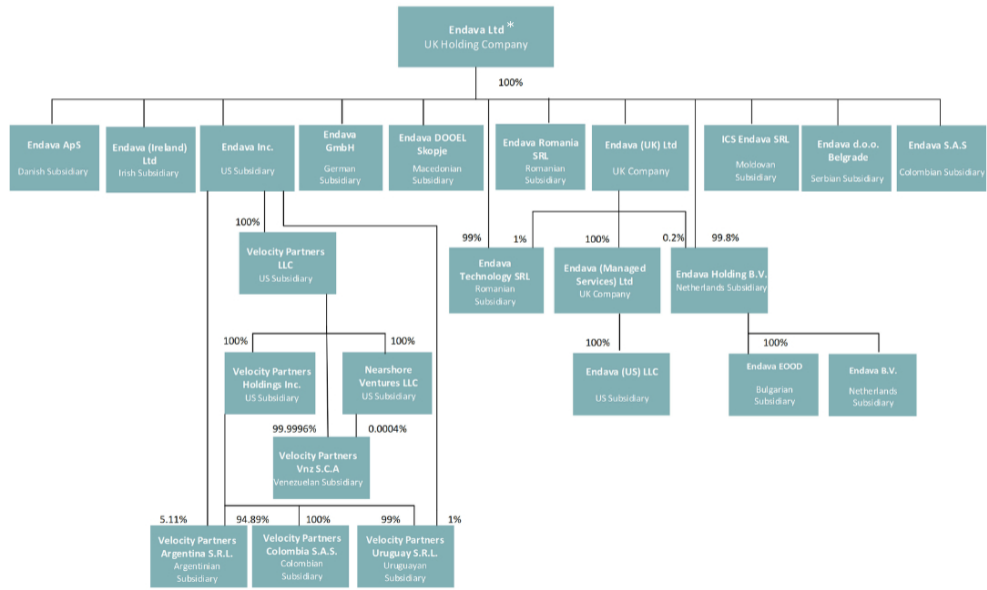 Endava Ltd *
UK Holding Company
100%
Endava ApS
Danish Subsidiary
Endava (Ireland)
Ltd
Irish Subsidiary
Endava Inc.
US Subsidiary
Endava
GmbH
German
Subsidiary
Endava DOOEL
Skopje
Macedonian
Subsidiary
Endava Romania
SRL
Romanian
Subsidiary
Endava (UK) Ltd
UK Company
ICS Endava SRL
Moldovan
Subsidiary
Endava d.o.o.
Belgrade
Serbian Subsidiary
Endava S.A.S
Colombian Subsidiary
100%
99%
1%
100%
0.2%
99.8%
Velocity Partners
LLC
US Subsidiary
Endava
Technology SRL
Romanian
Subsidiary
Endava (Managed
Services) Ltd
UK Company
Endava Holding B.V.
Netherlands Subsidiary
100%
100%
100%
100%
Velocity Partners
Holdings Inc.
US Subsidiary
Nearshore
Ventures LLC
US Subsidiary
Endava (US) LLC
US Subsidiary
Endava EOOD
Bulgarian
Subsidiary
Endava B.V.
Netherlands
Subsidiary
99.9996%
0.0004%
Velocity Partners
Vnz S.C.A
Venezuelan Subsidiary
5.11%
94.89%
100%
99%
1%
Velocity Partners
Argentina S.R.L.
Argentinian
Subsidiary
Velocity Partners
Colombia S.A.S.
Colombian
Subsidiary
Velocity Partners
Uruguay S.R.L.
Uruguayan
Subsidiary